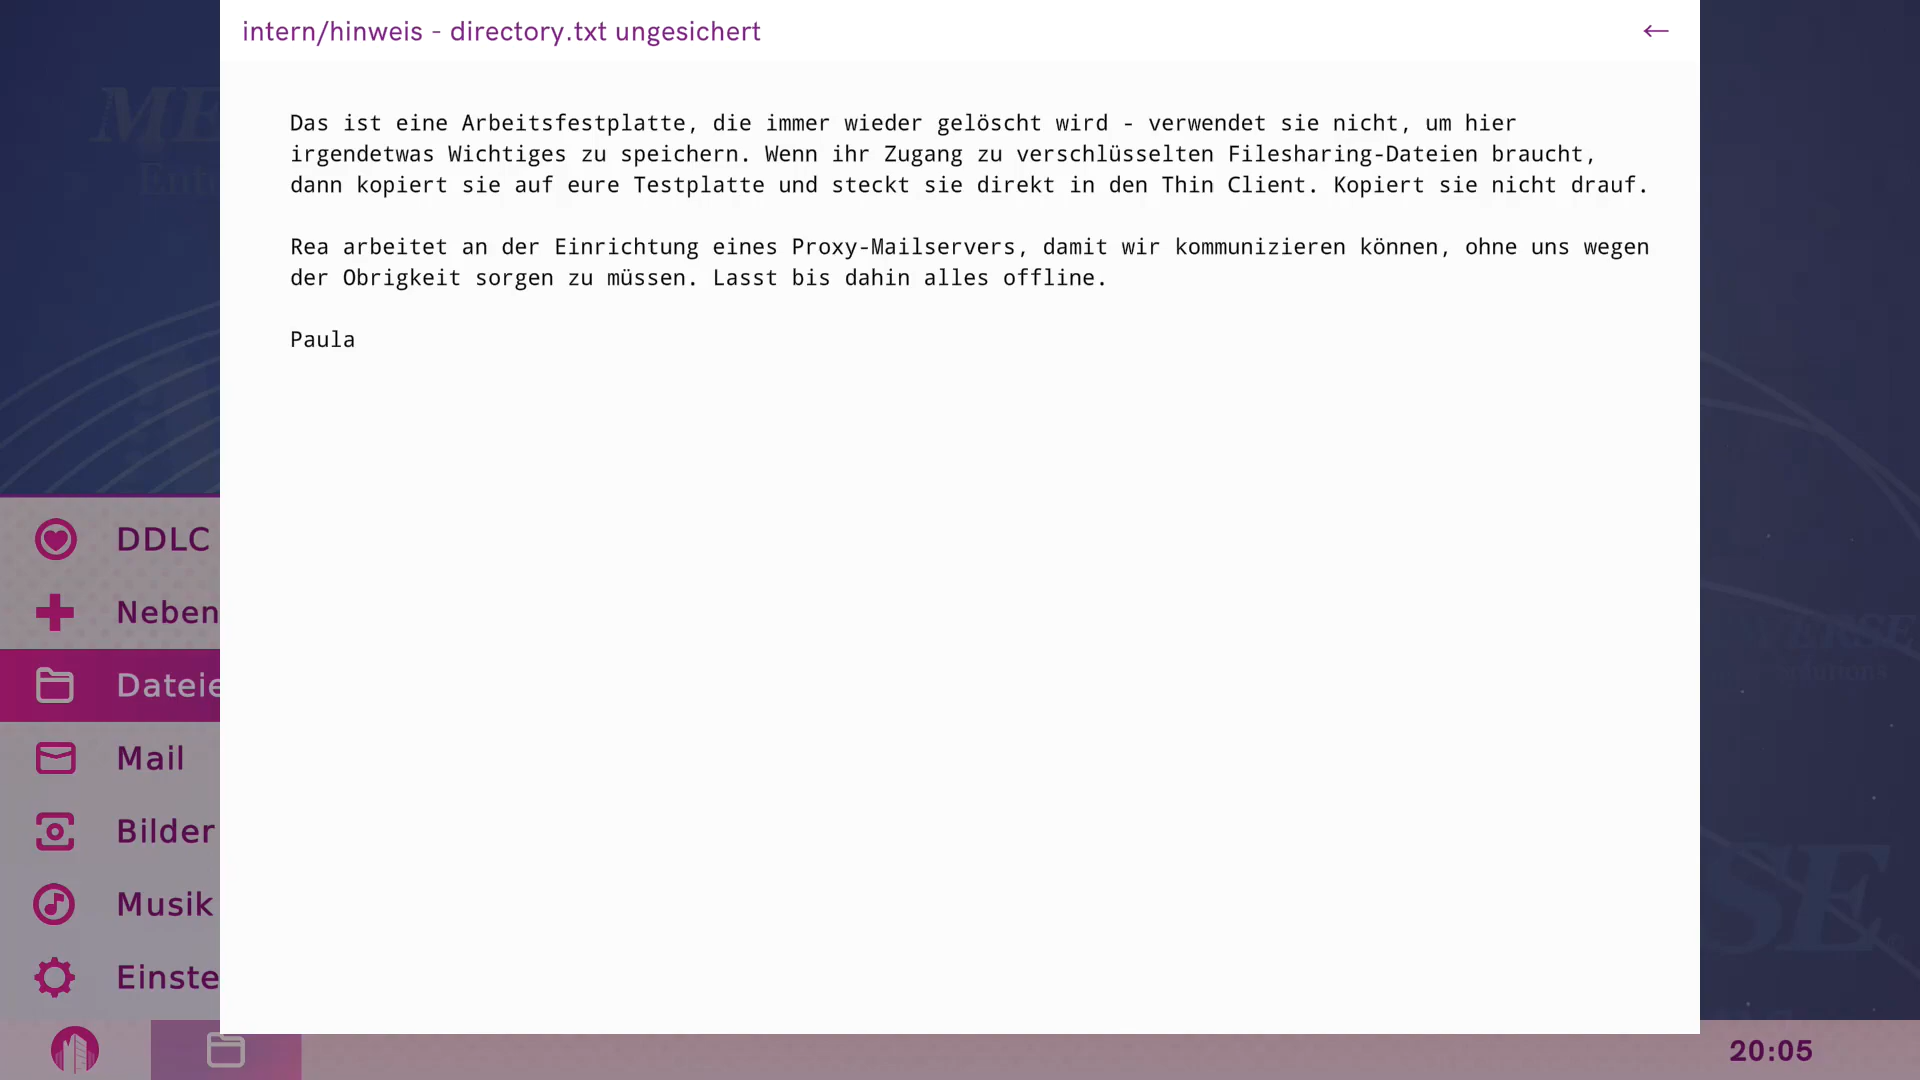 intern/hinweis - directory.txt ungesichert
←
Das ist eine Arbeitsfestplatte, die immer wieder gelöscht wird - verwendet sie nicht, um hier
irgendetwas Wichtiges zu speichern. Wenn ihr Zugang zu verschlüsselten Filesharing-Dateien braucht,
dann kopiert sie auf eure Testplatte und steckt sie direkt in den Thin Client. Kopiert sie nicht drauf.
Rea arbeitet an der Einrichtung eines Proxy-Mailservers, damit wir kommunizieren können, ohne uns wegen
der Obrigkeit sorgen zu müssen. Lasst bis dahin alles offline.
Paula
DDLC
Neben
Dateie
Mail
Bilder
Musik
Einste
20:05